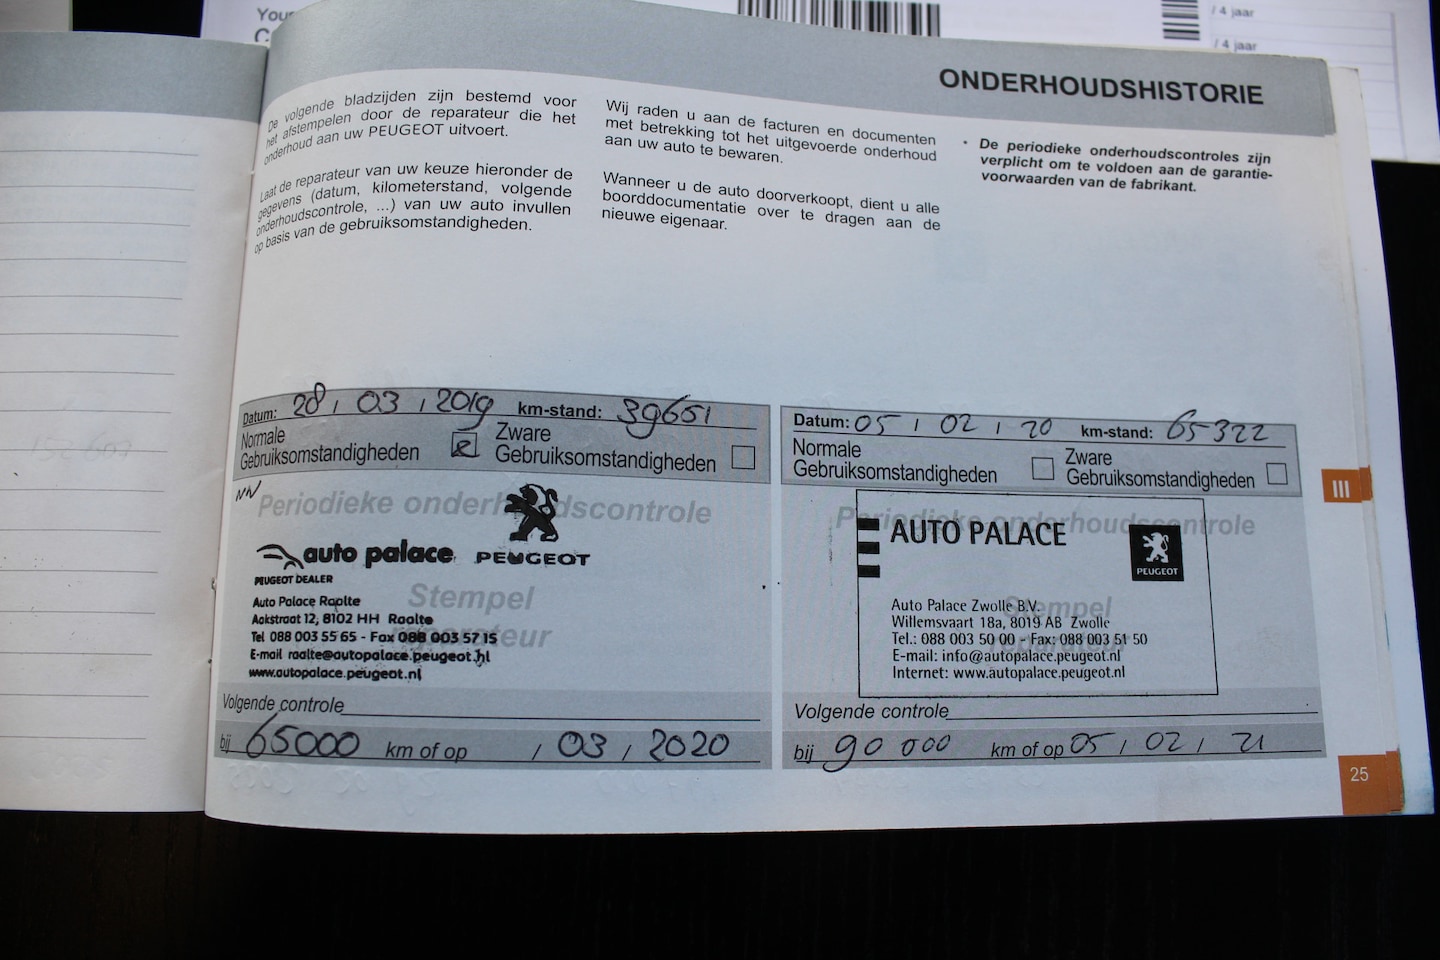 / 4 jaar
/ 4 jaar
ONDERHOUDSHISTORIE
De volgende bladzijden zijn bestemd voor
het afstempelen door de reparateur die het
onderhoud aan uw PEUGEOT uitvoert.
Laat de reparateur van uw keuze hieronder de
gegevens (datum, kilometerstand, volgende
onderhoudscontrole, ...) van uw auto invullen
op basis van de gebruiksomstandigheden.
Wij raden u aan de facturen en documenten
met betrekking tot het uitgevoerde onderhoud
aan uw auto te bewaren.
Wanneer u de auto doorverkoopt, dient u alle
boorddocumentatie over te dragen aan de
nieuwe eigenaar.
• De periodieke onderhoudscontroles zijn
verplicht om te voldoen aan de garantie-
voorwaarden van de fabrikant.
Datum: 28 / 03 / 2019 km-stand: 39651
Normale
Gebruiksomstandigheden
Zware
Gebruiksomstandigheden
Periodieke onderhoudscontrole
auto palace PEUGEOT
PEUGEOT DEALER
Stempel
reparateur
Auto Palace Raalte
Aakstraat 12, 8102 HH Raalte
Tel 088 003 55 65 - Fax 088 003 57 15
E-mail raalte@autopalace.peugeot.nl
www.autopalace.peugeot.nl
Volgende controle
bij 65000 km of op / 03 / 2020
Datum: 05 / 02 / 20 km-stand: 65322
Normale
Gebruiksomstandigheden
Zware
Gebruiksomstandigheden
Periodieke onderhoudscontrole
AUTO PALACE
PEUGEOT
Stempel
reparateur
Auto Palace Zwolle B.V.
Willemsvaart 18a, 8019 AB Zwolle
Tel.: 088 003 50 00 - Fax: 088 003 51 50
E-mail: info@autopalace.peugeot.nl
Internet: www.autopalace.peugeot.nl
Volgende controle
bij 90 000 km of op 05 / 02 / 21
III
25